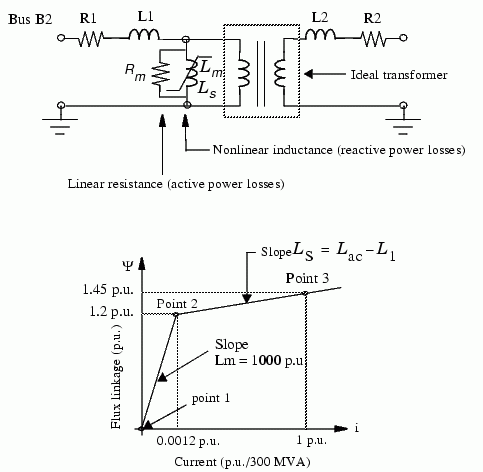 Bus B2 R1 L1 L2 R2
Rm Lm
Ls
Ideal transformer
Nonlinear inductance (reactive power losses)
Linear resistance (active power losses)
Ψ
Slope LS = Lac – L1
Point 3
1.45 p.u.
Point 2
1.2 p.u.
Flux linkage (p.u.)
Slope
Lm = 1000 p.u
point 1
i
0.0012 p.u. 1 p.u.
Current (p.u./300 MVA)